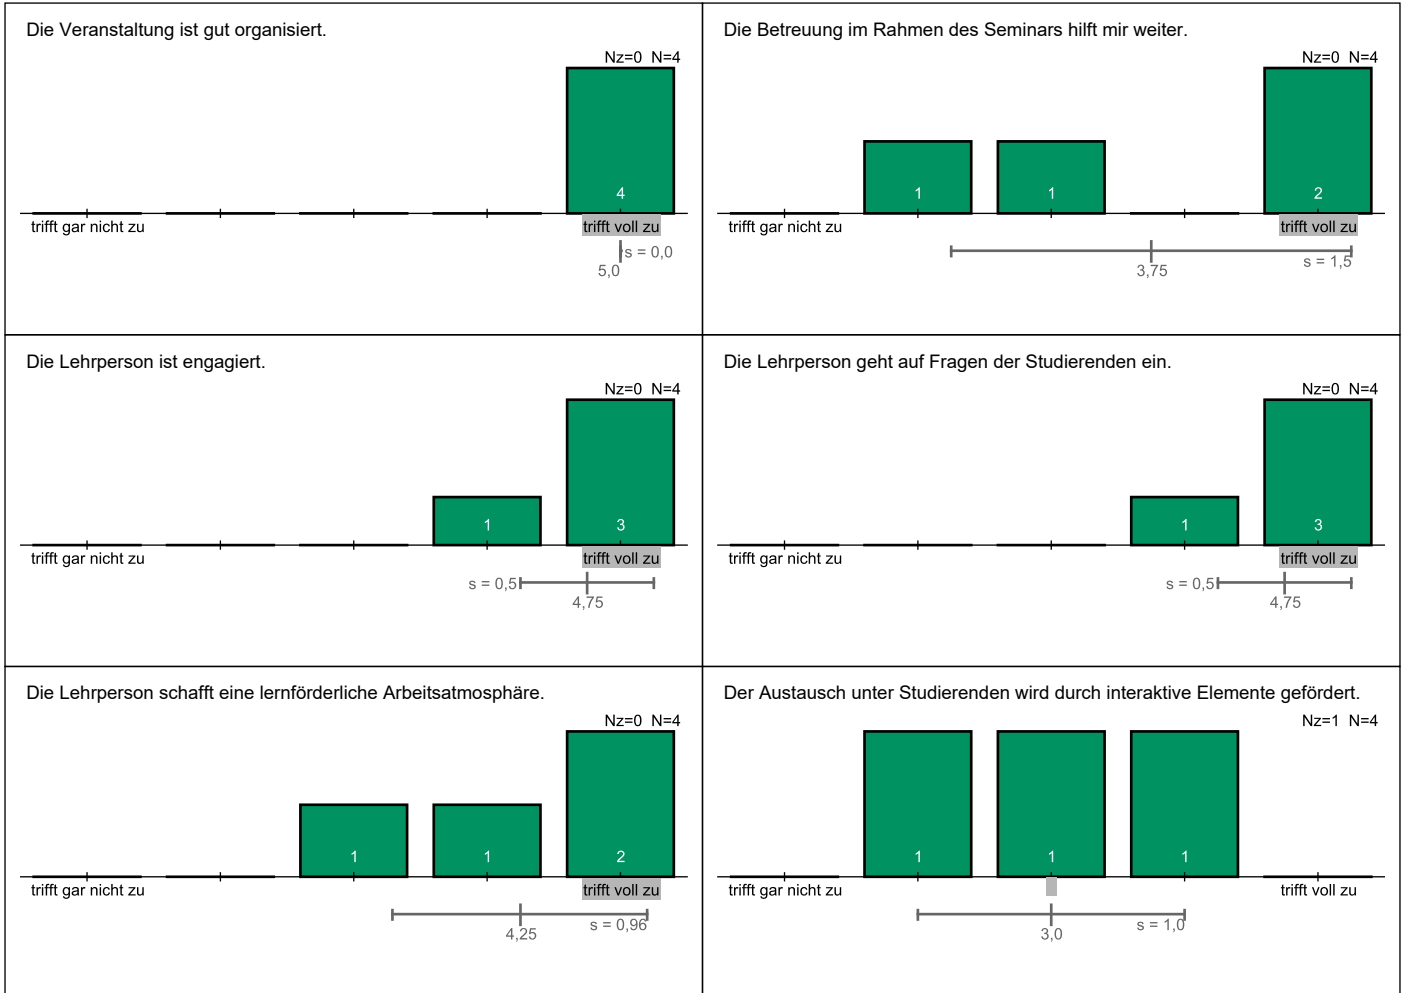 Die Veranstaltung ist gut organisiert.
Nz=0 N=4
4
trifft gar nicht zu
trifft voll zu
s = 0,0
5,0
Die Betreuung im Rahmen des Seminars hilft mir weiter.
Nz=0 N=4
1
1
2
trifft gar nicht zu
trifft voll zu
s = 1,5
3,75
Die Lehrperson ist engagiert.
Nz=0 N=4
1
3
trifft gar nicht zu
trifft voll zu
s = 0,5
4,75
Die Lehrperson geht auf Fragen der Studierenden ein.
Nz=0 N=4
1
3
trifft gar nicht zu
trifft voll zu
s = 0,5
4,75
Die Lehrperson schafft eine lernförderliche Arbeitsatmosphäre.
Nz=0 N=4
1
1
2
trifft gar nicht zu
trifft voll zu
s = 0,96
4,25
Der Austausch unter Studierenden wird durch interaktive Elemente gefördert.
Nz=1 N=4
1
1
1
trifft gar nicht zu
trifft voll zu
s = 1,0
3,0